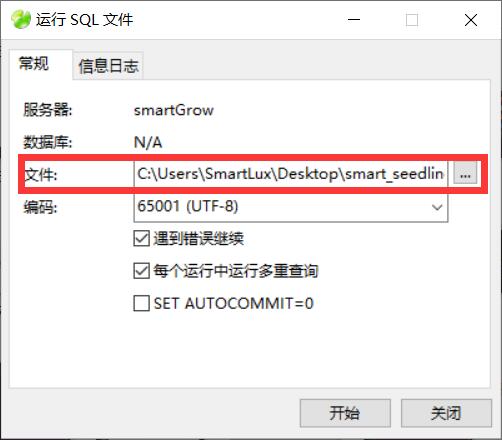 运行 SQL 文件
常规
信息日志
服务器: smartGrow
数据库: N/A
文件: C:\Users\SmartLux\Desktop\smart_seedlin ...
编码: 65001 (UTF-8)
遇到错误继续
每个运行中运行多重查询
SET AUTOCOMMIT=0
开始
关闭